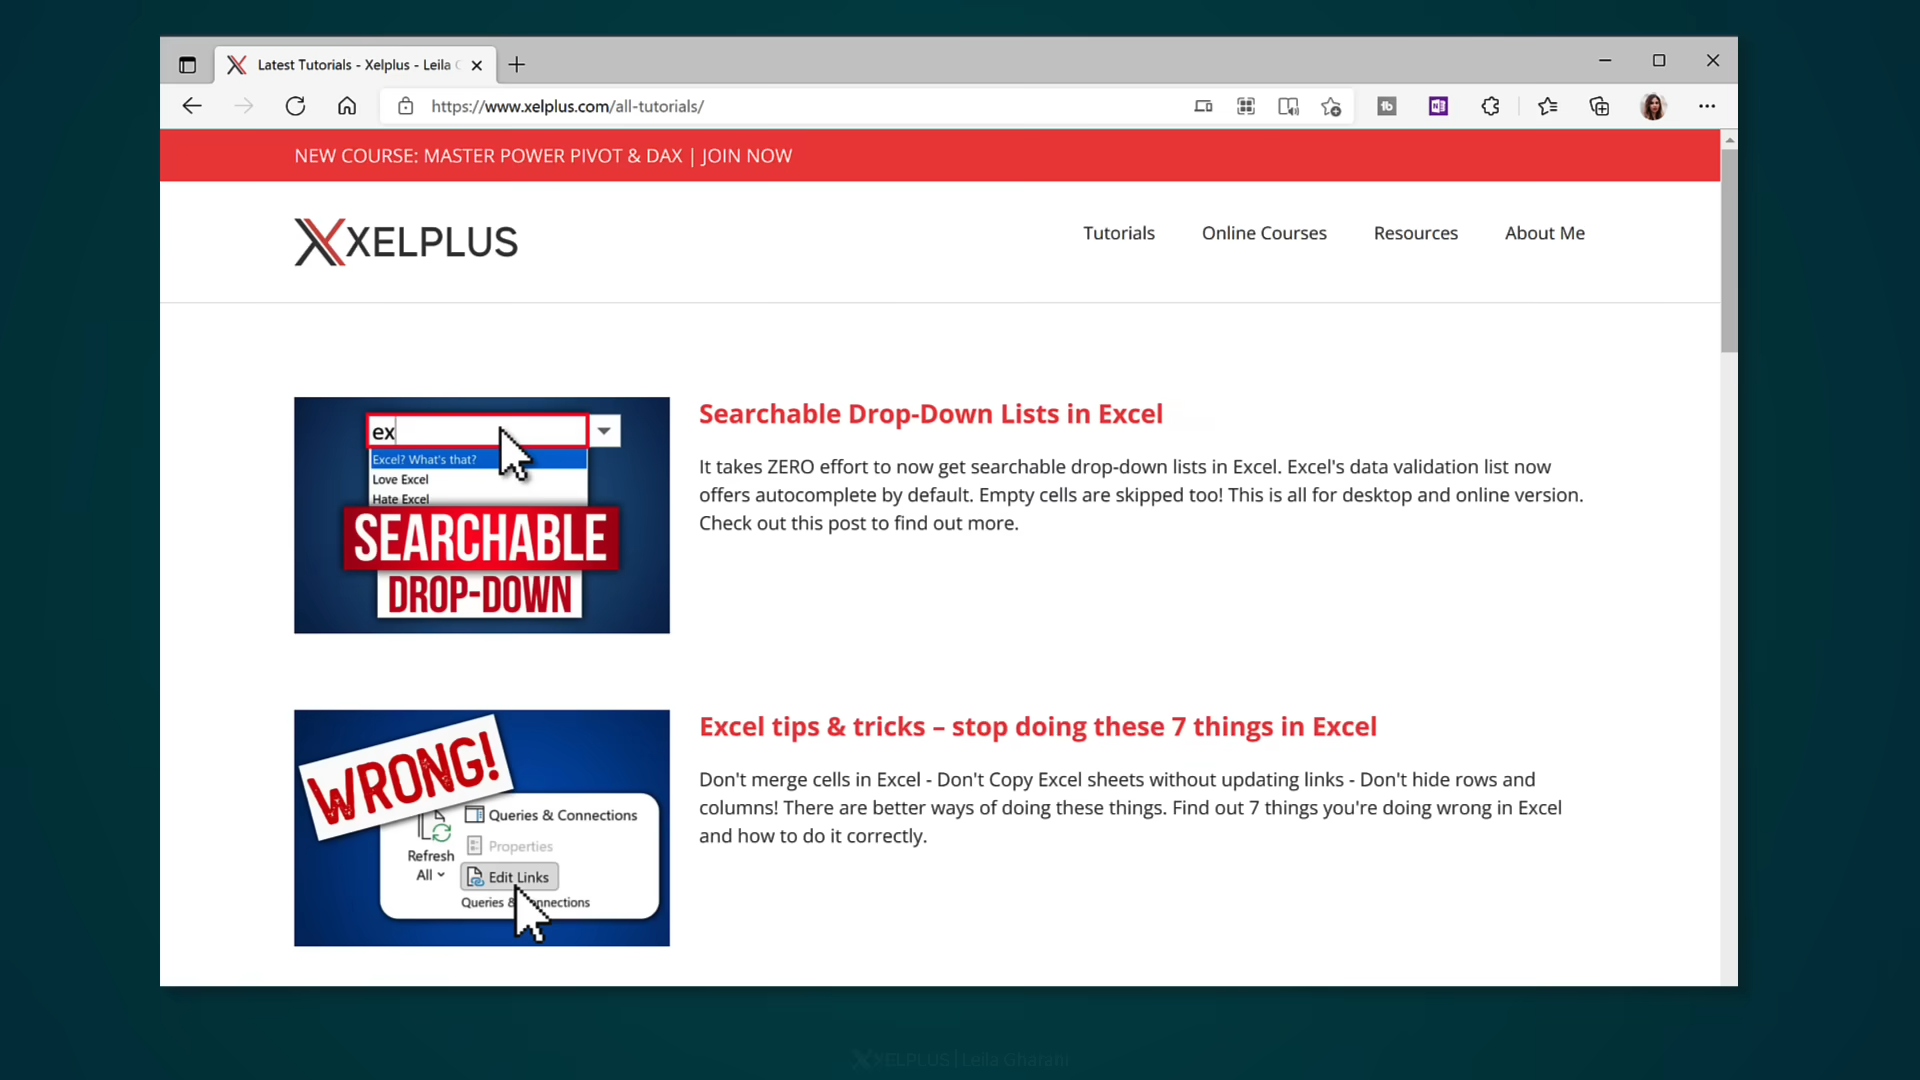 Latest Tutorials - Xelplus - Leila
https://www.xelplus.com/all-tutorials/
NEW COURSE: MASTER POWER PIVOT & DAX | JOIN NOW
XELPLUS
Tutorials
Online Courses
Resources
About Me
ex
Excel? What's that?
Love Excel
Hate Excel
SEARCHABLE
DROP-DOWN
Searchable Drop-Down Lists in Excel
It takes ZERO effort to now get searchable drop-down lists in Excel. Excel's data validation list now
offers autocomplete by default. Empty cells are skipped too! This is all for desktop and online version.
Check out this post to find out more.
WRONG!
Queries & Connections
Properties
Refresh
All
Edit Links
Queries &
Excel tips & tricks – stop doing these 7 things in Excel
Don't merge cells in Excel - Don't Copy Excel sheets without updating links - Don't hide rows and
columns! There are better ways of doing these things. Find out 7 things you're doing wrong in Excel
and how to do it correctly.
XELPLUS | Leila Gharani